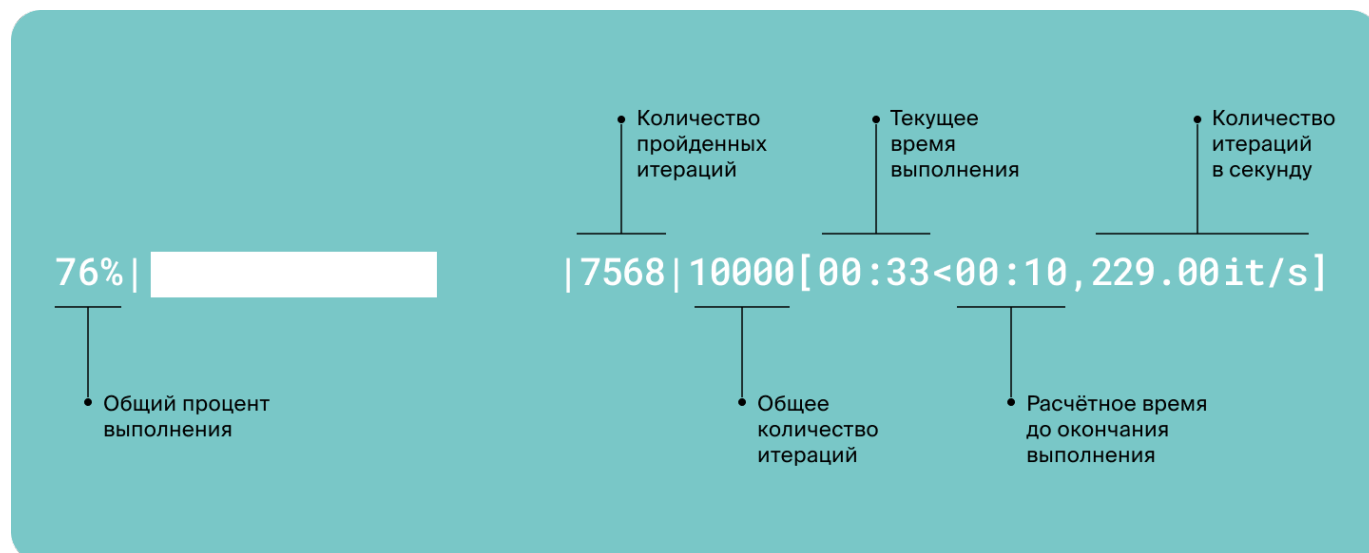 Количество
пройденных
итераций
Текущее
время
выполнения
Количество
итераций
в секунду
76%| |7568|10000[00:33<00:10,229.00it/s]
Общий процент
выполнения
Общее
количество
итераций
Расчётное время
до окончания
выполнения